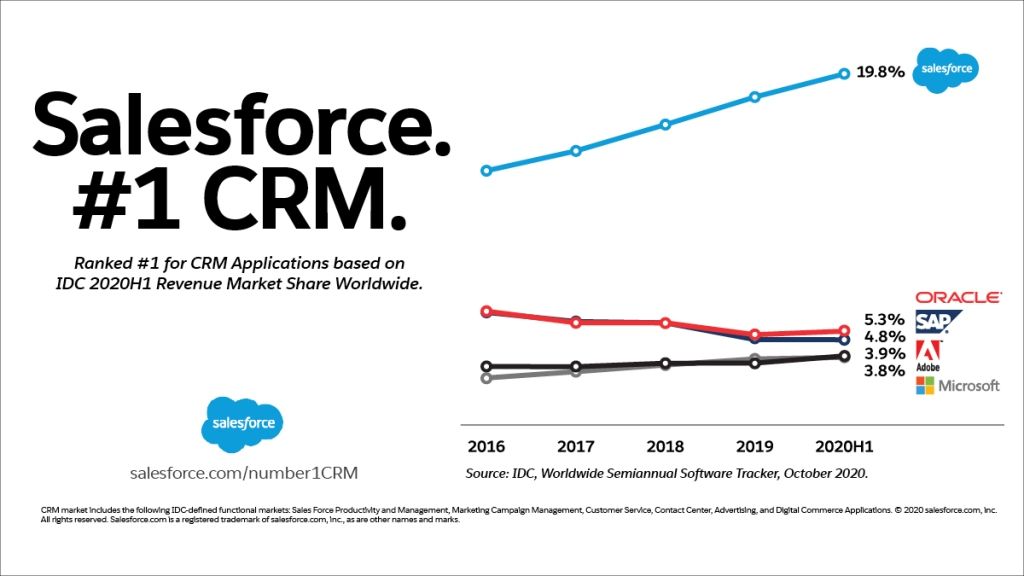 Salesforce.
#1 CRM.
Ranked #1 for CRM Applications based on
IDC 2020H1 Revenue Market Share Worldwide.
salesforce
salesforce.com/number1CRM
19.8% salesforce
ORACLE
5.3%
SAP
4.8%
3.9%
Adobe
3.8%
Microsoft
2016 2017 2018 2019 2020H1
Source: IDC, Worldwide Semiannual Software Tracker, October 2020.
CRM market includes the following IDC-defined functional markets: Sales Force Productivity and Management, Marketing Campaign Management, Customer Service, Contact Center, Advertising, and Digital Commerce Applications. © 2020 salesforce.com, inc.
All rights reserved. Salesforce.com is a registered trademark of salesforce.com, inc., as are other names and marks.